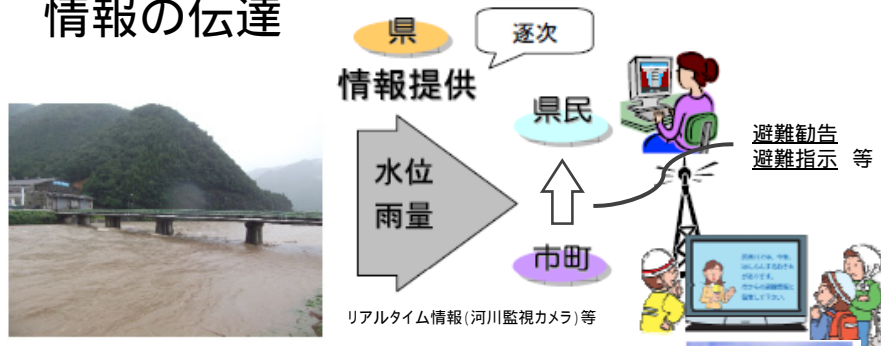 情報の伝達
県
逐次
情報提供
県民
避難勧告
避難指示 等
水位
雨量
市町
リアルタイム情報(河川監視カメラ)等